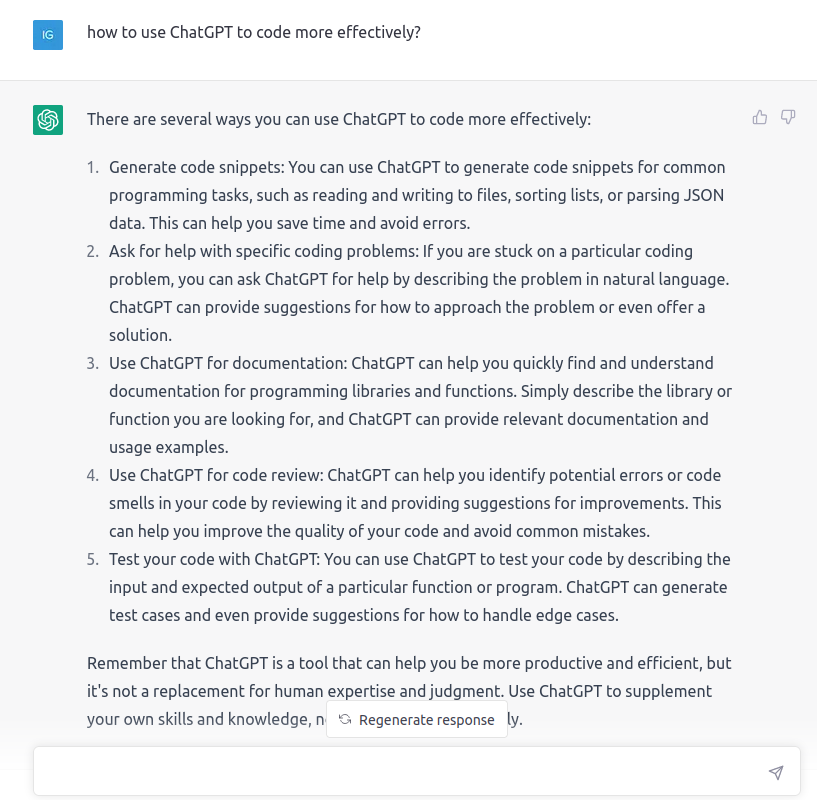 IG
how to use ChatGPT to code more effectively?
There are several ways you can use ChatGPT to code more effectively:
1. Generate code snippets: You can use ChatGPT to generate code snippets for common
programming tasks, such as reading and writing to files, sorting lists, or parsing JSON
data. This can help you save time and avoid errors.
2. Ask for help with specific coding problems: If you are stuck on a particular coding
problem, you can ask ChatGPT for help by describing the problem in natural language.
ChatGPT can provide suggestions for how to approach the problem or even offer a
solution.
3. Use ChatGPT for documentation: ChatGPT can help you quickly find and understand
documentation for programming libraries and functions. Simply describe the library or
function you are looking for, and ChatGPT can provide relevant documentation and
usage examples.
4. Use ChatGPT for code review: ChatGPT can help you identify potential errors or code
smells in your code by reviewing it and providing suggestions for improvements. This
can help you improve the quality of your code and avoid common mistakes.
5. Test your code with ChatGPT: You can use ChatGPT to test your code by describing the
input and expected output of a particular function or program. ChatGPT can generate
test cases and even provide suggestions for how to handle edge cases.
Remember that ChatGPT is a tool that can help you be more productive and efficient, but
it's not a replacement for human expertise and judgment. Use ChatGPT to supplement
your own skills and knowledge,
Regenerate response